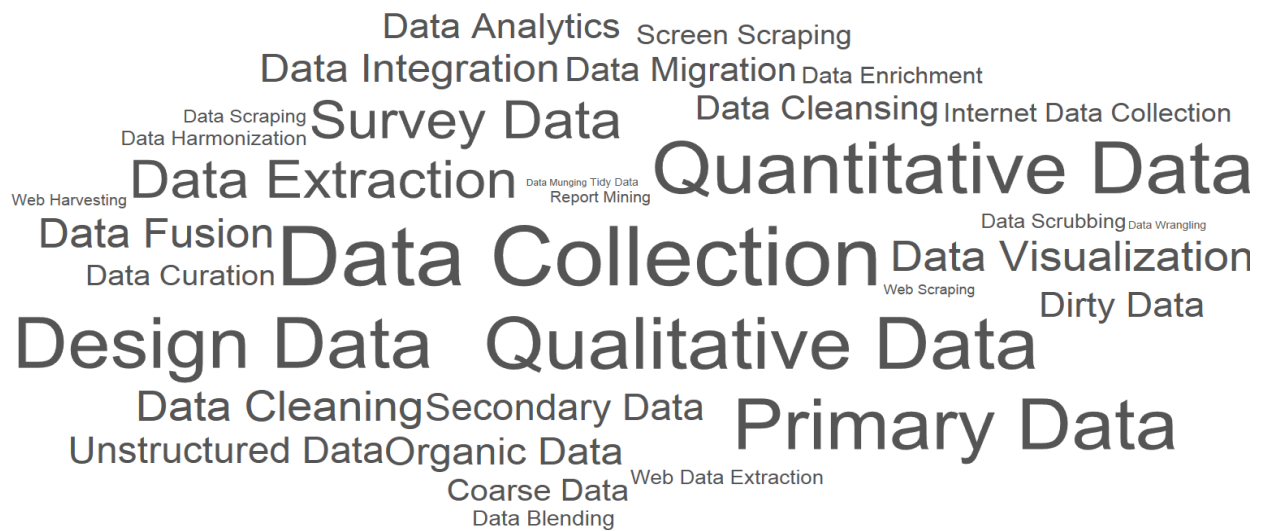 Data Analytics
Screen Scraping
Data Integration
Data Migration
Data Enrichment
Data Scraping
Survey Data
Data Cleansing
Internet Data Collection
Data Harmonization
Quantitative Data
Web Harvesting
Data Extraction
Data Munging
Tidy Data
Report Mining
Data Scrubbing
Data Wrangling
Data Fusion
Data Collection
Data Visualization
Data Curation
Web Scraping
Dirty Data
Design Data
Qualitative Data
Data Cleaning
Secondary Data
Primary Data
Unstructured Data
Organic Data
Web Data Extraction
Coarse Data
Data Blending